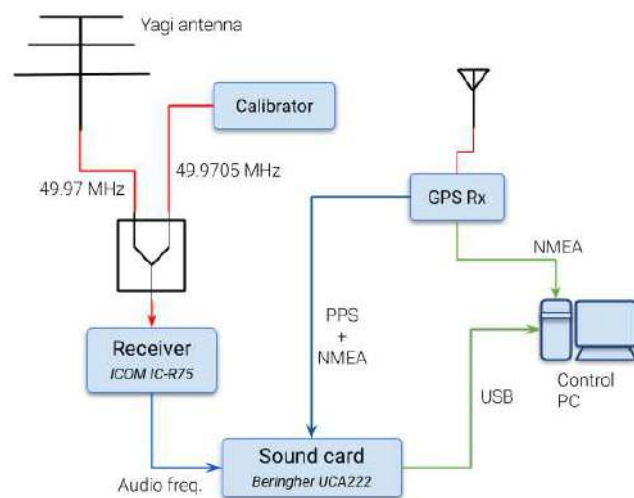 Yagi antenna
Calibrator
49.97 MHz
49.9705 MHz
GPS Rx
NMEA
PPS
+
NMEA
Receiver
ICOM IC-R75
Control
PC
USB
Sound card
Beringher UCA222
Audio freq.